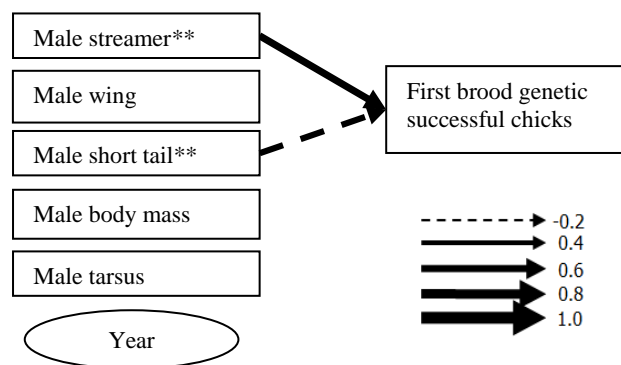 Male streamer**
Male wing
Male short tail**
Male body mass
Male tarsus
Year
First brood genetic
successful chicks
-0.2
0.4
0.6
0.8
1.0